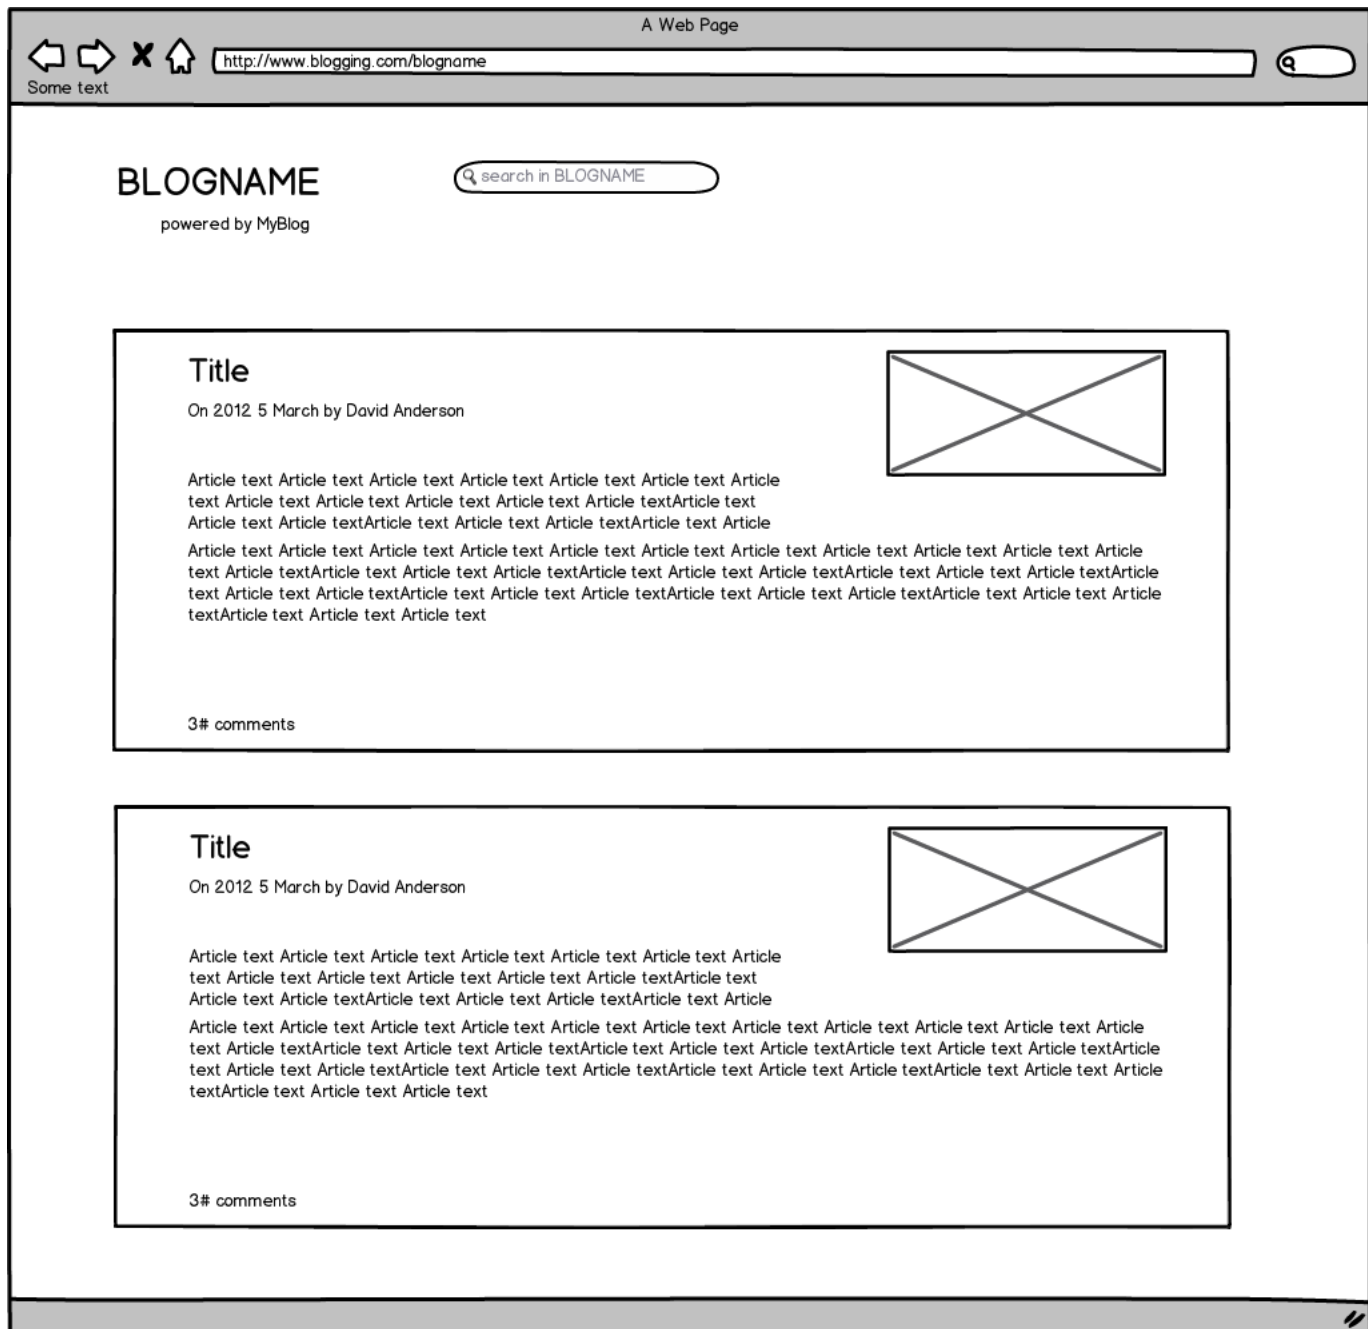 A Web Page
http://www.blogging.com/blogname
Some text
BLOGNAME
search in BLOGNAME
powered by MyBlog
Title
On 2012 5 March by David Anderson
Article text Article text Article text Article text Article text Article text Article
text Article text Article text Article text Article text Article textArticle text
Article text Article textArticle text Article text Article textArticle text Article
Article text Article text Article text Article text Article text Article text Article text Article text Article text Article text Article
text Article textArticle text Article text Article textArticle text Article text Article textArticle text Article text Article textArticle
text Article text Article textArticle text Article text Article textArticle text Article text Article textArticle text Article text Article
textArticle text Article text Article text
3# comments
Title
On 2012 5 March by David Anderson
Article text Article text Article text Article text Article text Article text Article
text Article text Article text Article text Article text Article textArticle text
Article text Article textArticle text Article text Article textArticle text Article
Article text Article text Article text Article text Article text Article text Article text Article text Article text Article text Article
text Article textArticle text Article text Article textArticle text Article text Article textArticle text Article text Article textArticle
text Article text Article textArticle text Article text Article textArticle text Article text Article textArticle text Article text Article
textArticle text Article text Article text
3# comments